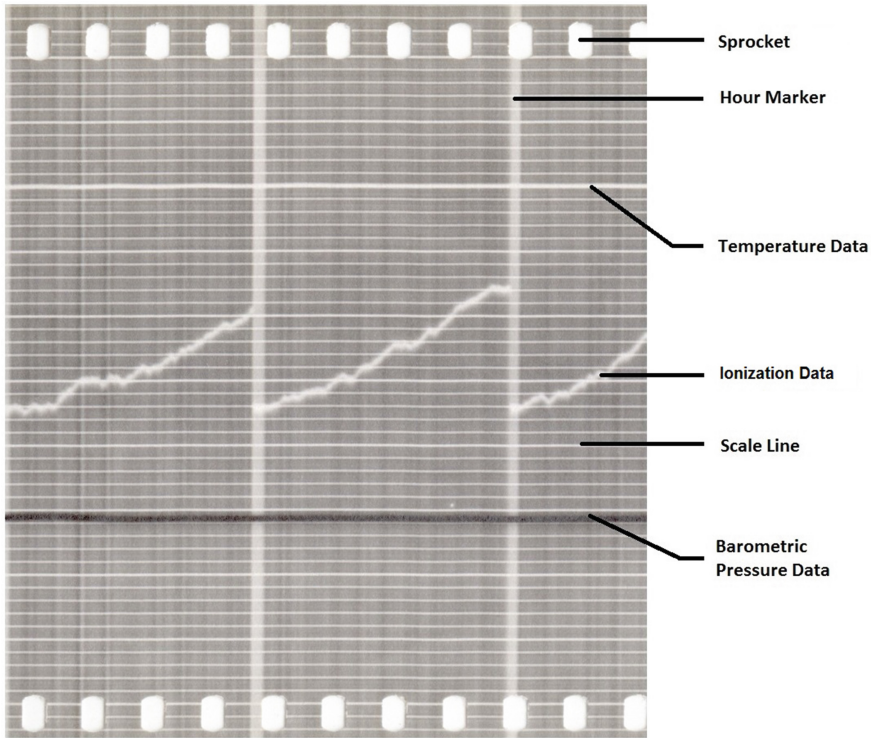 Sprocket
Hour Marker
Temperature Data
Ionization Data
Scale Line
Barometric
Pressure Data